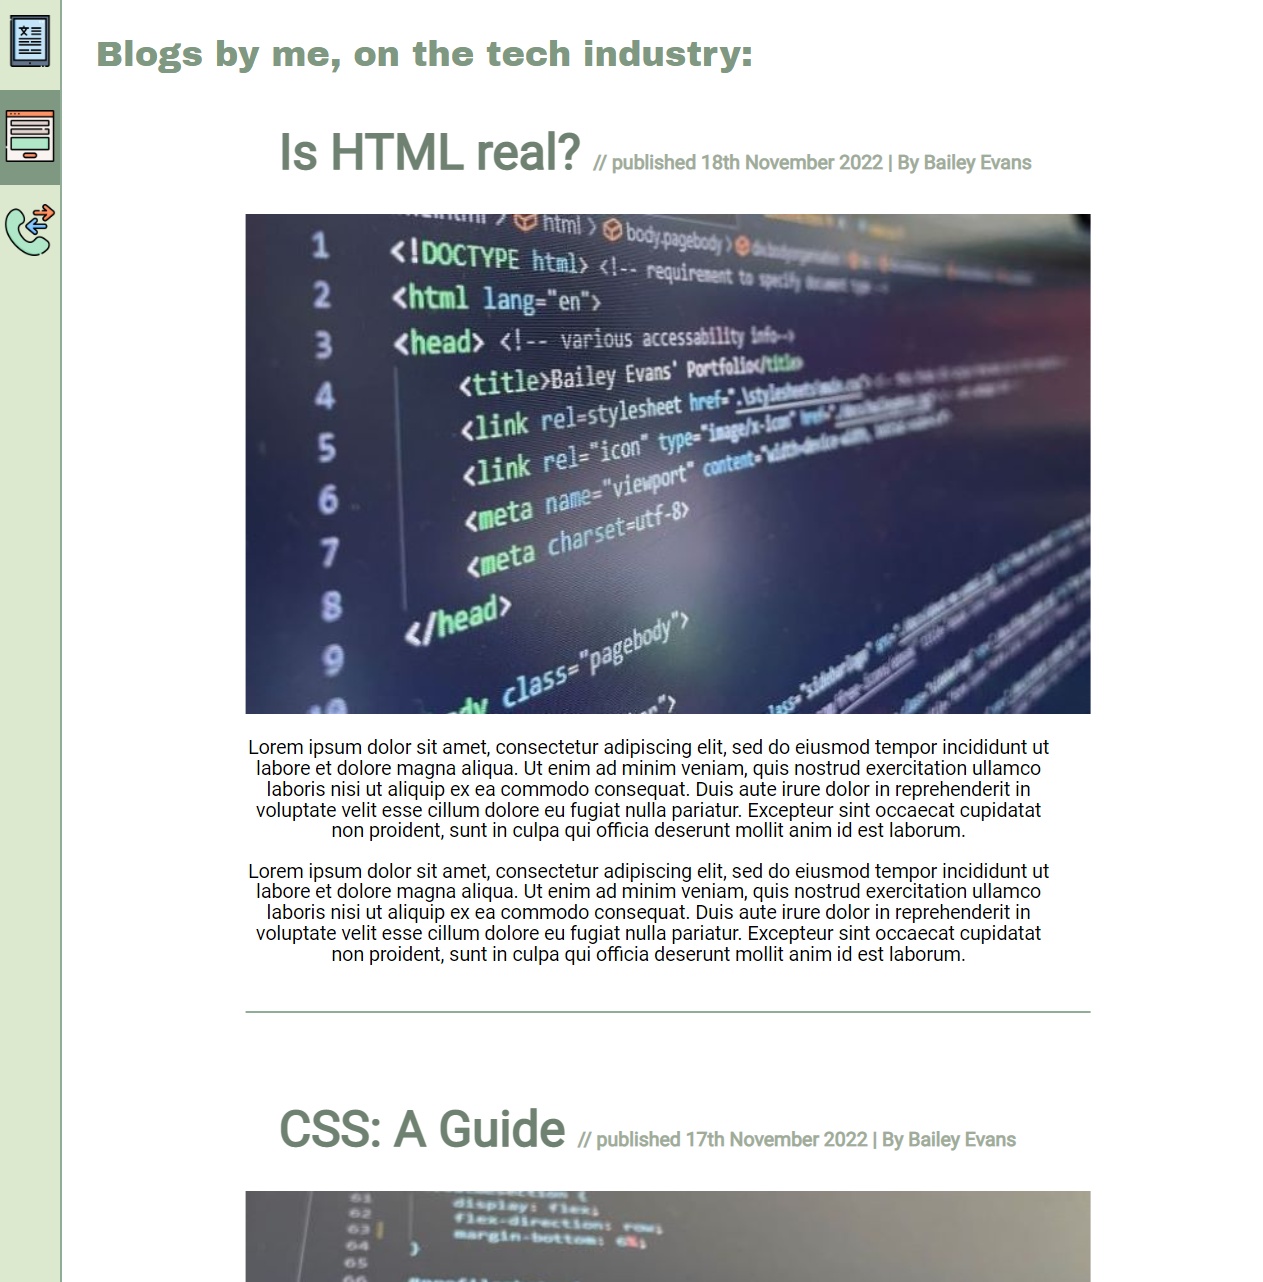 Blogs by me, on the tech industry:
Is HTML real? // published 18th November 2022 | By Bailey Evans
html > body.pagebody >
1 <!DOCTYPE html> <!-- requirement to specify document type -->
2 <html lang="en">
3 <head> <!-- various accessability info-->
4 <title>Bailey Evans' Portfolio</title>
5 <link rel=stylesheet href=".\stylesheets\
6 <link rel="icon" type="image/x-icon" href="
7 <meta name="viewport" content="width=device-width,
8 <meta charset=utf-8>
9 </head>
10
class="pagebody">
Lorem ipsum dolor sit amet, consectetur adipiscing elit, sed do eiusmod tempor incididunt ut
labore et dolore magna aliqua. Ut enim ad minim veniam, quis nostrud exercitation ullamco
laboris nisi ut aliquip ex ea commodo consequat. Duis aute irure dolor in reprehenderit in
voluptate velit esse cillum dolore eu fugiat nulla pariatur. Excepteur sint occaecat cupidatat
non proident, sunt in culpa qui officia deserunt mollit anim id est laborum.
Lorem ipsum dolor sit amet, consectetur adipiscing elit, sed do eiusmod tempor incididunt ut
labore et dolore magna aliqua. Ut enim ad minim veniam, quis nostrud exercitation ullamco
laboris nisi ut aliquip ex ea commodo consequat. Duis aute irure dolor in reprehenderit in
voluptate velit esse cillum dolore eu fugiat nulla pariatur. Excepteur sint occaecat cupidatat
non proident, sunt in culpa qui officia deserunt mollit anim id est laborum.
CSS: A Guide // published 17th November 2022 | By Bailey Evans
61
62 display: flex;
63 flex-direction: row;
64 margin-bottom: 6%;
65 }
66